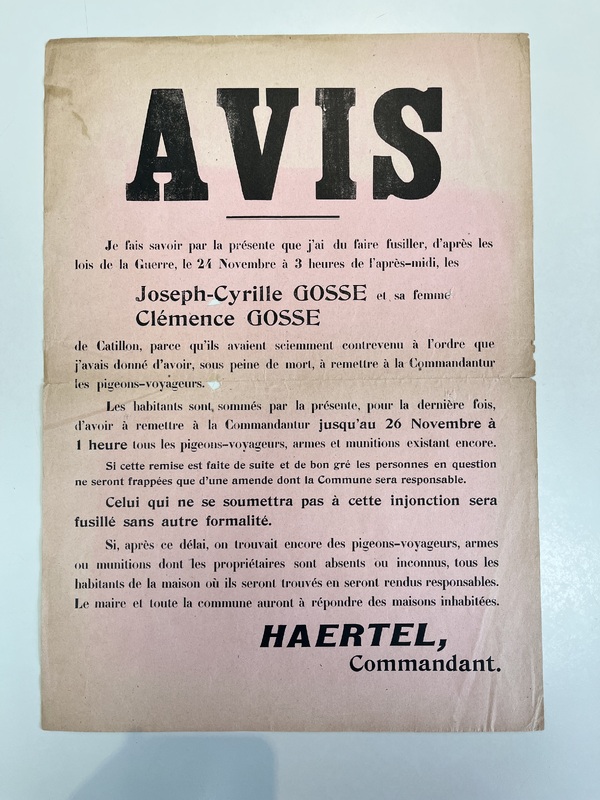 AVIS
Je fais savoir par la présente que j'ai du faire fusiller, d'après les
lois de la Guerre, le 24 Novembre à 3 heures de l'après-midi, les
Joseph-Cyrille GOSSE et sa femme
Clémence GOSSE
de Catillon, parce qu'ils avaient sciemment contrevenu à l'ordre que
j'avais donné d'avoir, sous peine de mort, à remettre à la Commandantur
les pigeons-voyageurs.
Les habitants sont sommés par la présente, pour la dernière fois,
d'avoir à remettre à la Commandantur jusqu'au 26 Novembre à
1 heure tous les pigeons-voyageurs, armes et munitions existant encore.
Si cette remise est faite de suite et de bon gré les personnes en question
ne seront frappées que d'une amende dont la Commune sera responsable.
Celui qui ne se soumettra pas à cette injonction sera
fusillé sans autre formalité.
Si, après ce délai, on trouvait encore des pigeons-voyageurs, armes
ou munitions dont les propriétaires sont absents ou inconnus, tous les
habitants de la maison où ils seront trouvés en seront rendus responsables.
Le maire et toute la commune auront à répondre des maisons inhabitées.
HAERTEL,
Commandant.